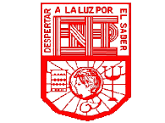 DESPERTAR A LA LUZ POR EL SABER
ENP